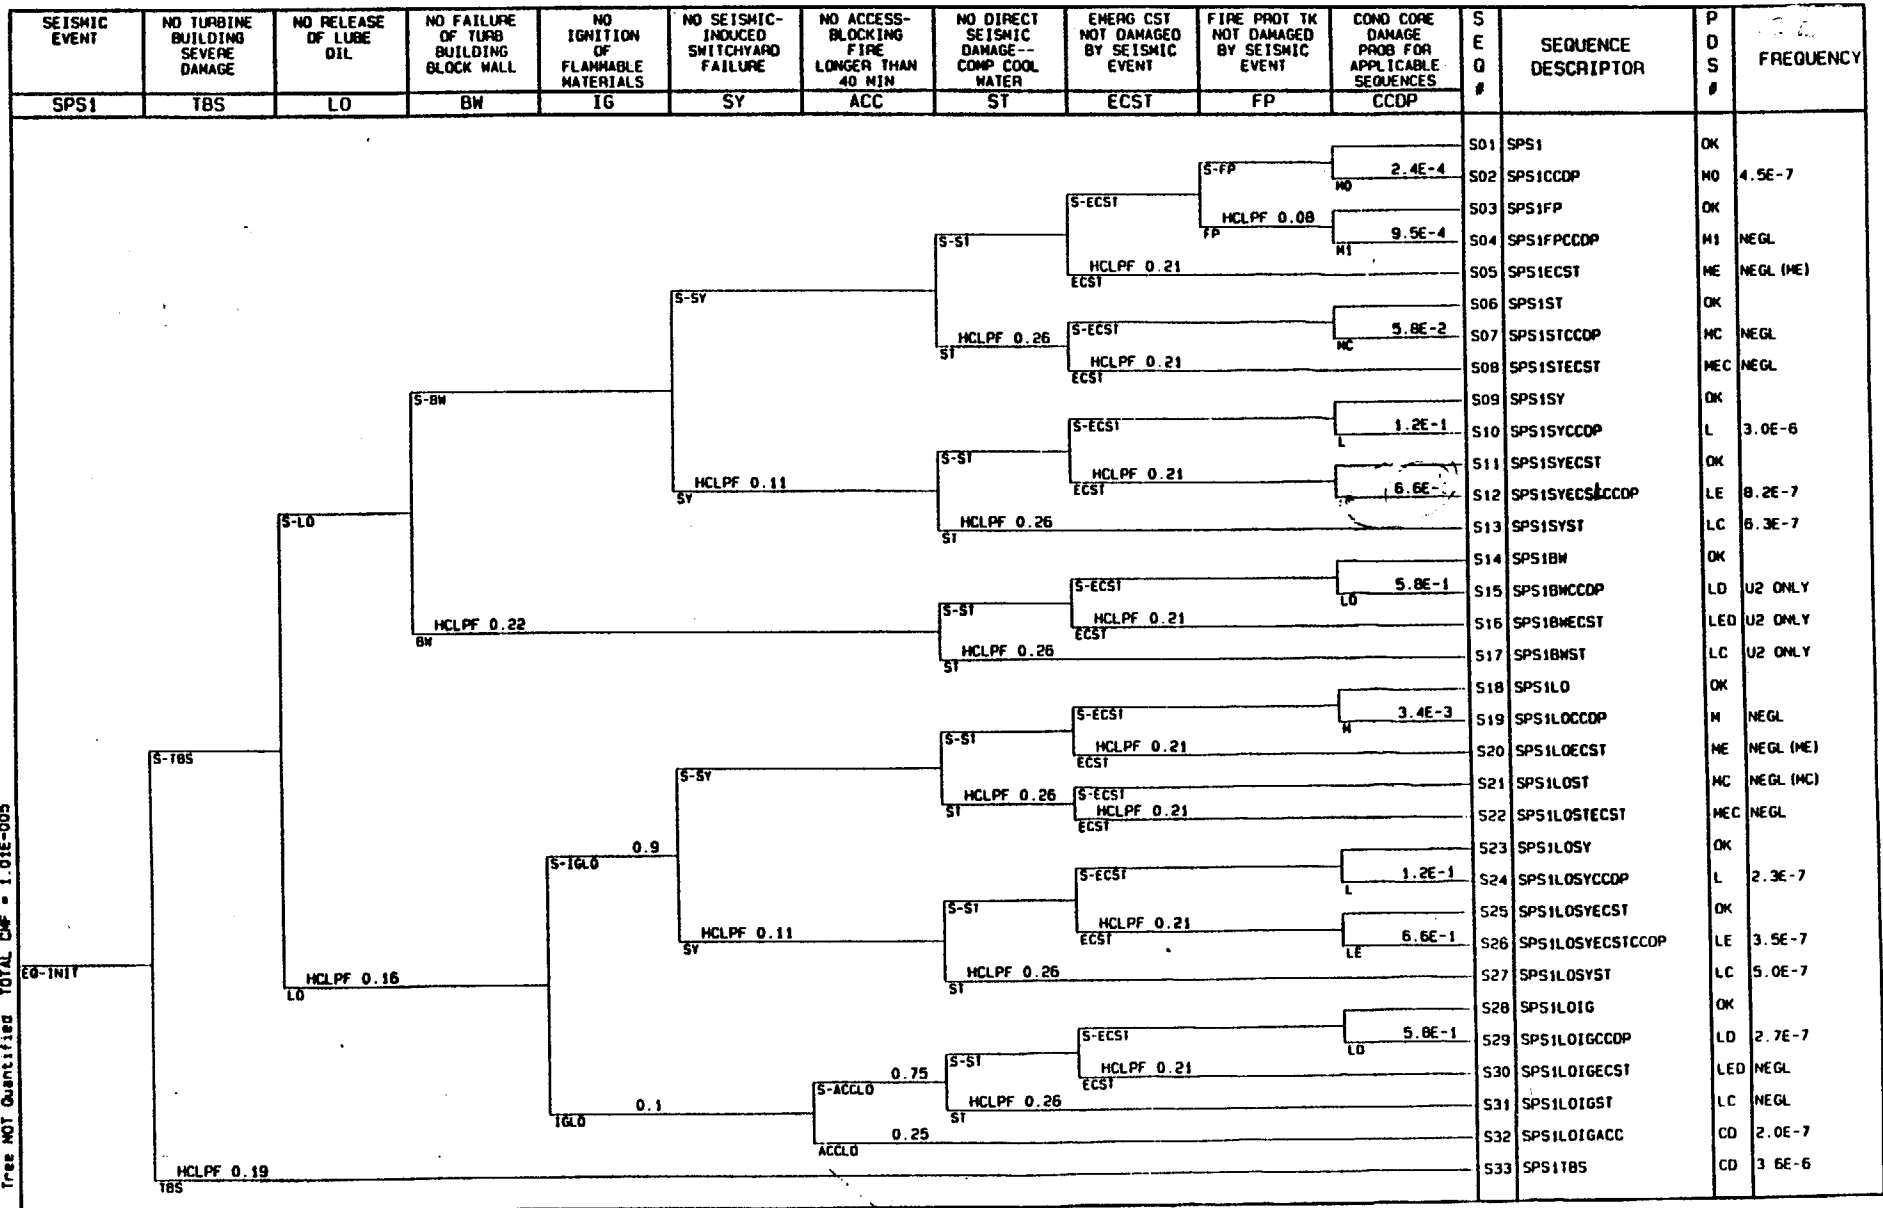 SEISMIC
EVENT
NO TURBINE
BUILDING
SEVERE
DAMAGE
NO RELEASE
OF LUBE
OIL
NO FAILURE
OF TURB
BUILDING
BLOCK WALL
NO
IGNITION
OF
FLAMMABLE
MATERIALS
NO SEISMIC-
INDUCED
SWITCHYARD
FAILURE
NO ACCESS-
BLOCKING
FIRE
LONGER THAN
40 MIN
NO DIRECT
SEISMIC
DAMAGE--
COMP COOL
WATER
EMERG CST
NOT DAMAGED
BY SEISMIC
EVENT
FIRE PROT TK
NOT DAMAGED
BY SEISMIC
EVENT
COND CORE
DAMAGE
PROB FOR
APPLICABLE
SEQUENCES
S
E
Q
#
SEQUENCE
DESCRIPTOR
P
D
S
#
FREQUENCY
SPS1 TBS LO BW IG SY ACC ST ECST FP CCDP
S01 SPS1 OK
S-FP 2.4E-4 S02 SPS1CCDP M0 4.5E-7
M0
S-ECST S03 SPS1FP OK
HCLPF 0.08
FP 9.5E-4 S04 SPS1FPCCDP M1 NEGL
S-ST M1
HCLPF 0.21 S05 SPS1ECST ME NEGL (ME)
ECST
S-SY S06 SPS1ST OK
S-ECST 5.8E-2 S07 SPS1STCCDP MC NEGL
HCLPF 0.26 MC
ST HCLPF 0.21 S08 SPS1STECST MEC NEGL
ECST
S-BW S09 SPS1SY OK
S-ECST 1.2E-1 S10 SPS1SYCCDP L 3.0E-6
L
S-ST S11 SPS1SYECST OK
HCLPF 0.11 HCLPF 0.21
SY ECST 6.6E- S12 LE 8.2E-7
S-LO HCLPF 0.26 S13 SPS1SYST LC 6.3E-7
ST
S14 SPS1BW OK
S-ECST 5.8E-1 S15 SPS1BWCCDP LD U2 ONLY
LD
S-ST HCLPF 0.21 S16 SPS1BWECST LED U2 ONLY
HCLPF 0.22 ECST
BW HCLPF 0.26 S17 SPS1BWST LC U2 ONLY
ST
S18 SPS1LO OK
S-ECST 3.4E-3 S19 SPS1LOCCDP M NEGL
M
S-ST HCLPF 0.21 S20 SPS1LOECST ME NEGL (ME)
S-TBS ECST
S-SY S21 SPS1LOST MC NEGL (MC)
HCLPF 0.26 S-ECST
ST HCLPF 0.21 S22 SPS1LOSTECST MEC NEGL
ECST
0.9 S23 SPS1LOSY OK
S-IGLO S-ECST 1.2E-1 S24 SPS1LOSYCCDP L 2.3E-7
L
S-ST S25 SPS1LOSYECST OK
HCLPF 0.11 HCLPF 0.21
SY ECST 6.6E-1 S26 SPS1LOSYECSTCCDP LE 3.5E-7
LE
EQ-INIT HCLPF 0.16 HCLPF 0.26 S27 SPS1LOSYST LC 5.0E-7
LO ST
S28 SPS1LOIG OK
S-ECST 5.8E-1 S29 SPS1LOIGCCDP LD 2.7E-7
LD
S-ST
0.75 HCLPF 0.21 S30 SPS1LOIGECST LED NEGL
S-ACCLO ECST
0.1 HCLPF 0.26 S31 SPS1LOIGST LC NEGL
IGLO ST
0.25 S32 SPS1LOIGACC CD 2.0E-7
ACCLO
HCLPF 0.19 S33 SPS1TBS CD 3 6E-6
TBS
Tree NOT Quantified TOTAL CMF = 1.01E-005